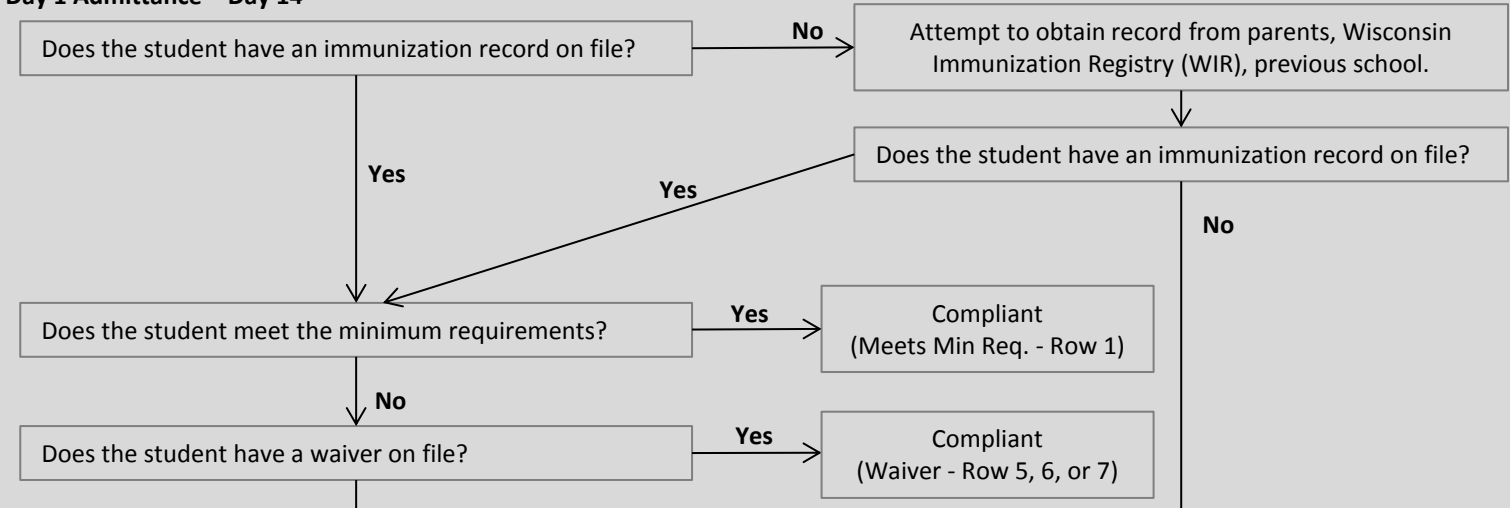 Day 1 Admittance – Day 14
Does the student have an immunization record on file?
No
Attempt to obtain record from parents, Wisconsin
Immunization Registry (WIR), previous school.
Does the student have an immunization record on file?
Yes
Yes
No
Does the student meet the minimum requirements?
Yes
Compliant
(Meets Min Req. - Row 1)
No
Does the student have a waiver on file?
Yes
Compliant
(Waiver - Row 5, 6, or 7)